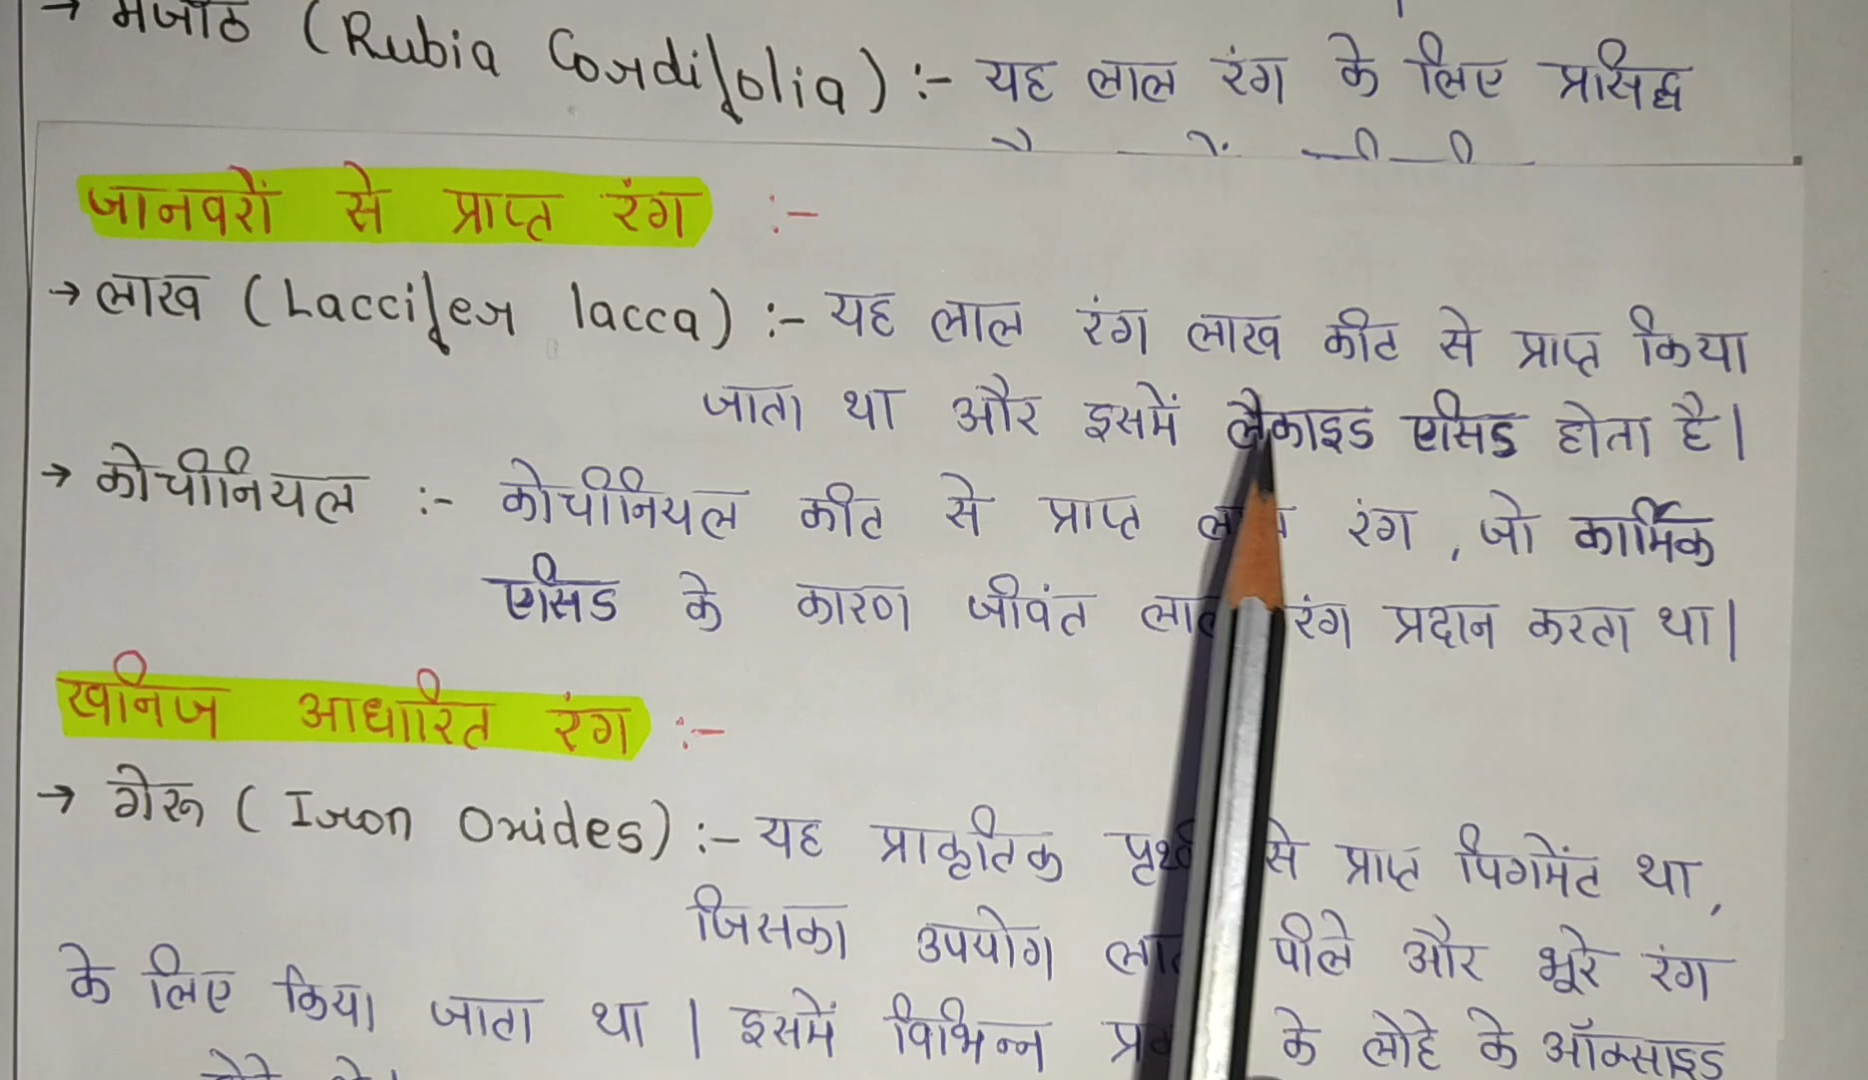 → मजीठ (Rubia Cordifolia) :- यह लाल रंग के लिए प्रसिद्ध
जानवरों से प्राप्त रंग :-
→ लाख (Laccifer lacca) :- यह लाल रंग लाख कीट से प्राप्त किया
जाता था और इसमें लैकाइड एसिड होता है।
→ कोचीनियल :- कोचीनियल कीट से प्राप्त रंग, जो कार्मिक
एसिड के कारण जीवंत लाल रंग प्रदान करता था।
खनिज आधारित रंग :-
→ गेरू (Iron Oxides) :- यह प्राकृतिक पृथ्वी से प्राप्त पिगमेंट था,
जिसका उपयोग पीले और भूरे रंग
के लिए किया जाता था। इसमें विभिन्न के लोहे के ऑक्साइड